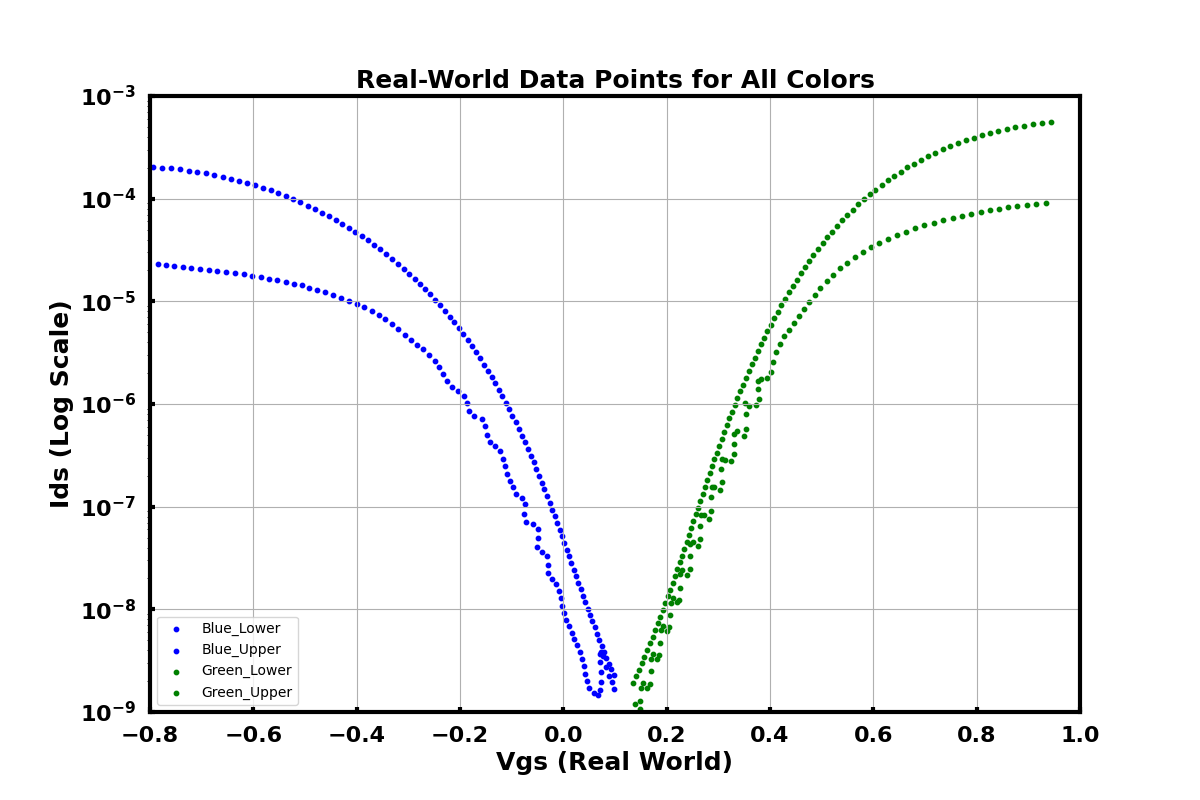 Real-World Data Points for All Colors
Ids (Log Scale)
10⁻³
10⁻⁴
10⁻⁵
10⁻⁶
10⁻⁷
10⁻⁸
10⁻⁹
Blue_Lower
Blue_Upper
Green_Lower
Green_Upper
−0.8 −0.6 −0.4 −0.2 0.0 0.2 0.4 0.6 0.8 1.0
Vgs (Real World)